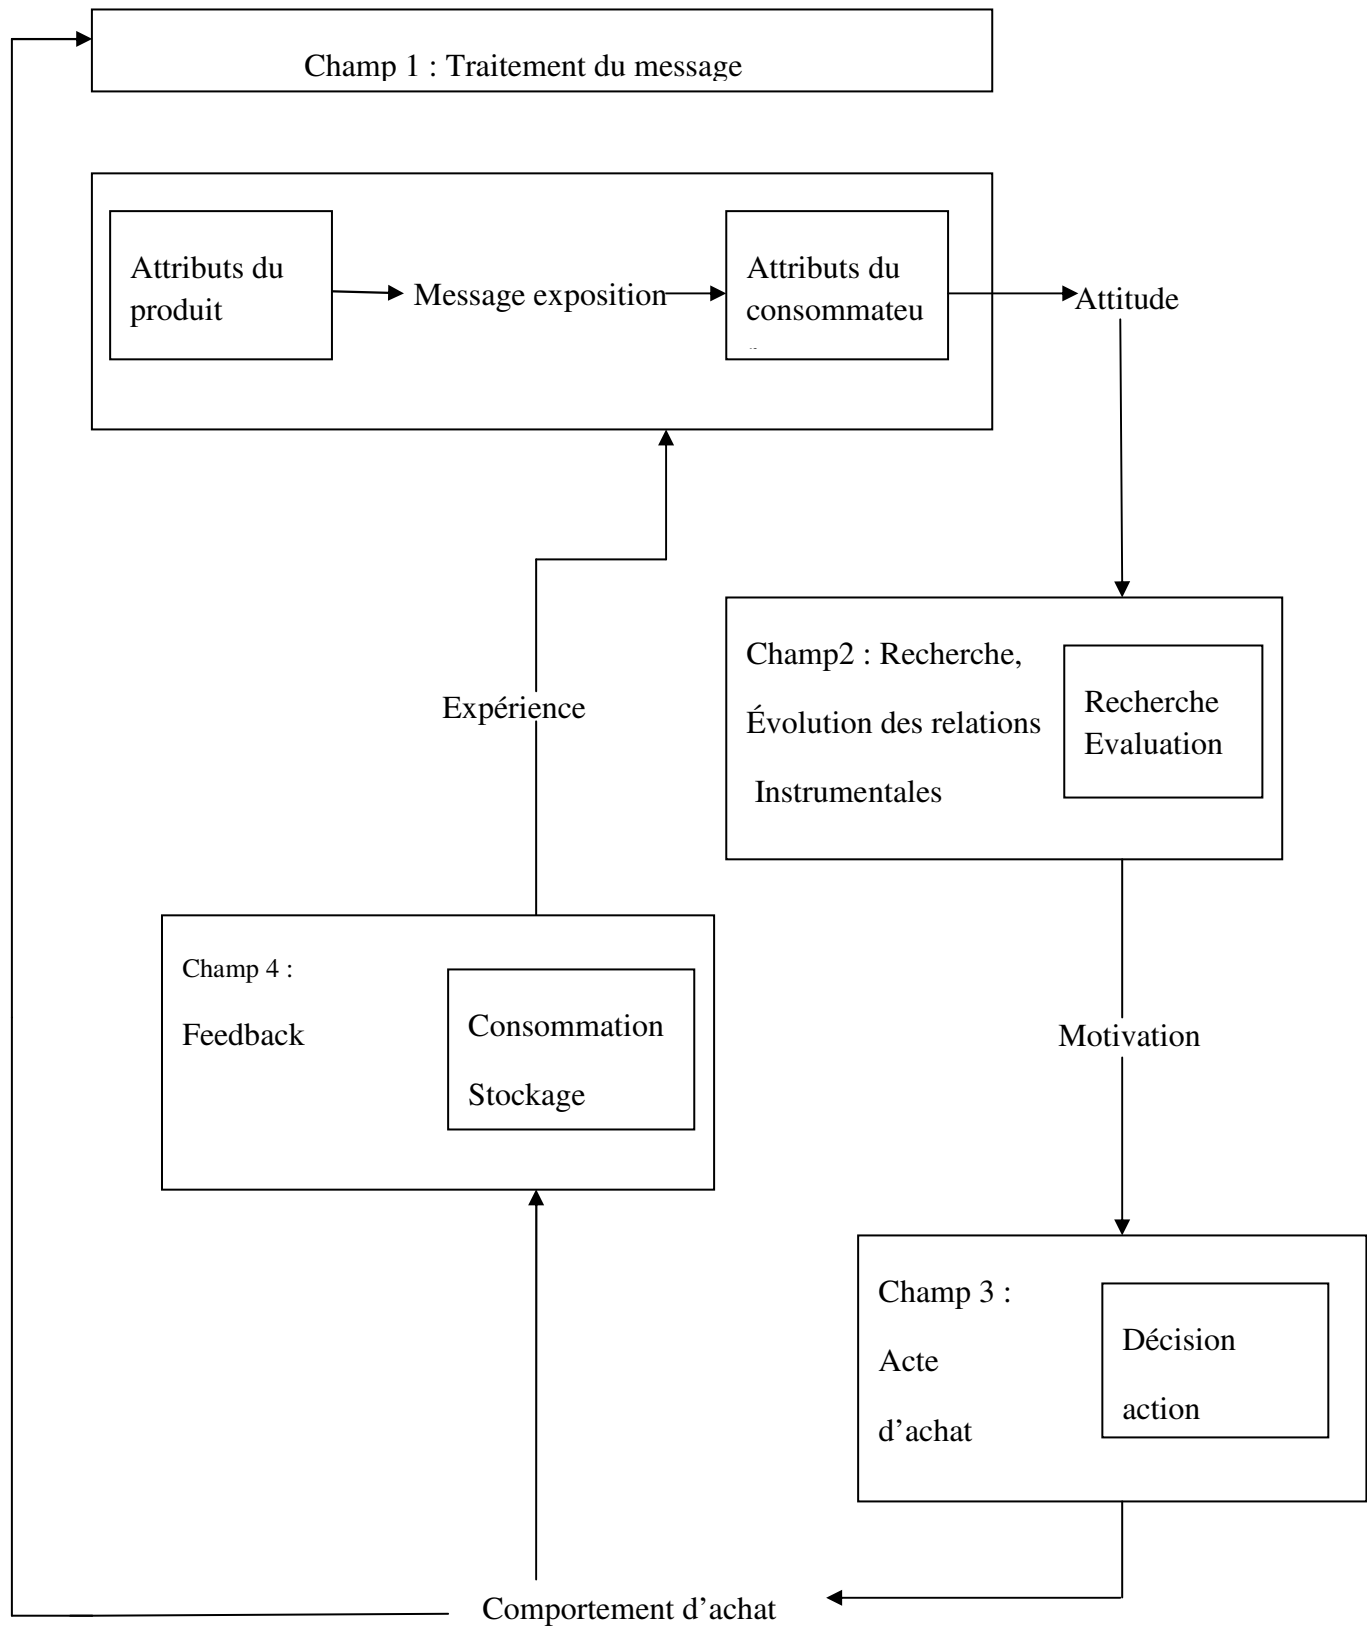 Champ 1 : Traitement du message
Attributs du
produit
Message exposition
Attributs du
consommateu
Attitude
Champ2 : Recherche,
Évolution des relations
Instrumentales
Recherche
Evaluation
Expérience
Champ 4 :
Feedback
Consommation
Stockage
Motivation
Champ 3 :
Acte
d’achat
Décision
action
Comportement d’achat